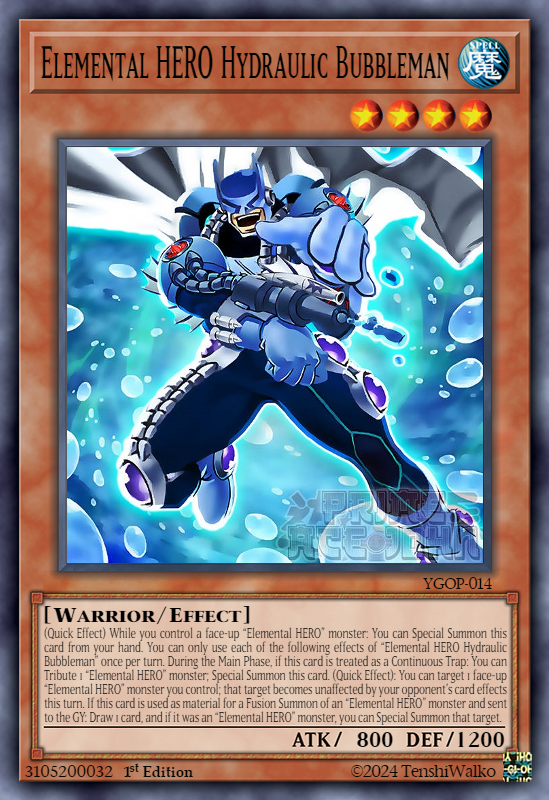 Elemental HERO Hydraulic Bubbleman
SPELL
魔
YGOP-014
[Warrior/Effect]
(Quick Effect) While you control a face-up “Elemental HERO” monster: You can Special Summon this
card from your hand. You can only use each of the following effects of “Elemental HERO Hydraulic
Bubbleman” once per turn. During the Main Phase, if this card is treated as a Continuous Trap: You can
Tribute 1 “Elemental HERO” monster; Special Summon this card. (Quick Effect): You can target 1 face-up
“Elemental HERO” monster you control; that target becomes unaffected by your opponent’s card effects
this turn. If this card is used as material for a Fusion Summon of an “Elemental HERO” monster and sent
to the GY: Draw 1 card, and if it was an “Elemental HERO” monster, you can Special Summon that target.
ATK/ 800 DEF/1200
3105200032 1st Edition ©2024 TenshiWalko